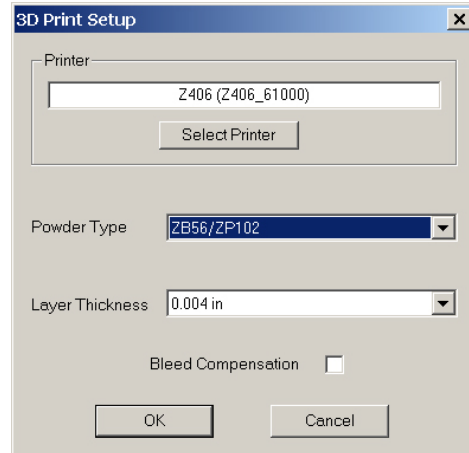 3D Print Setup
Printer
Z406 (Z406_61000)
Select Printer
Powder Type ZB56/ZP102
Layer Thickness 0.004 in
Bleed Compensation
OK Cancel